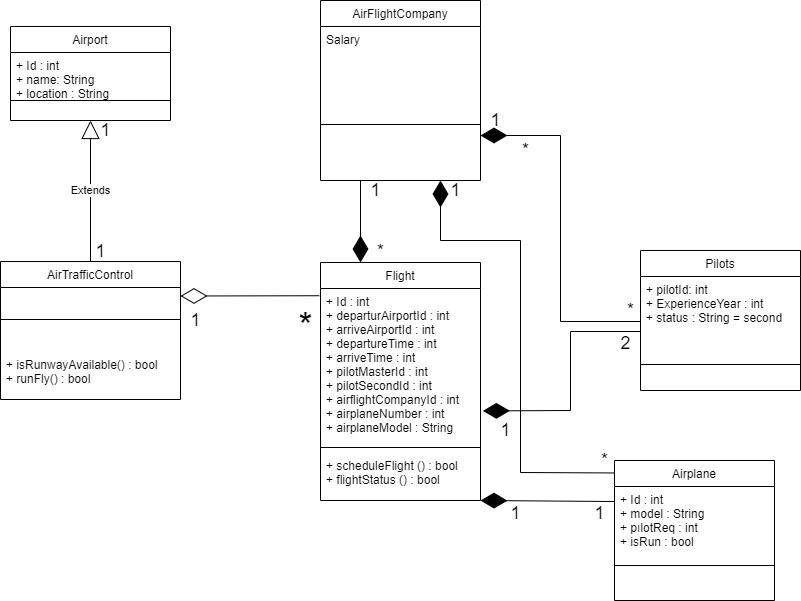 AirFlightCompany
Salary
Airport
+ Id : int
+ name: String
+ location : String
1
Extends
1
AirTrafficControl
+ isRunwayAvailable() : bool
+ runFly() : bool
1
*
1
*
1
1
*
Flight
+ Id : int
+ departurAirportId : int
+ arriveAirportId : int
+ departureTime : int
+ arriveTime : int
+ pilotMasterId : int
+ pilotSecondId : int
+ airflightCompanyId : int
+ airplaneNumber : int
+ airplaneModel : String
+ scheduleFlight () : bool
+ flightStatus () : bool
*
2
1
Pilots
+ pilotId: int
+ ExperienceYear : int
+ status : String = second
*
1
1
Airplane
+ Id : int
+ model : String
+ pilotReq : int
+ isRun : bool